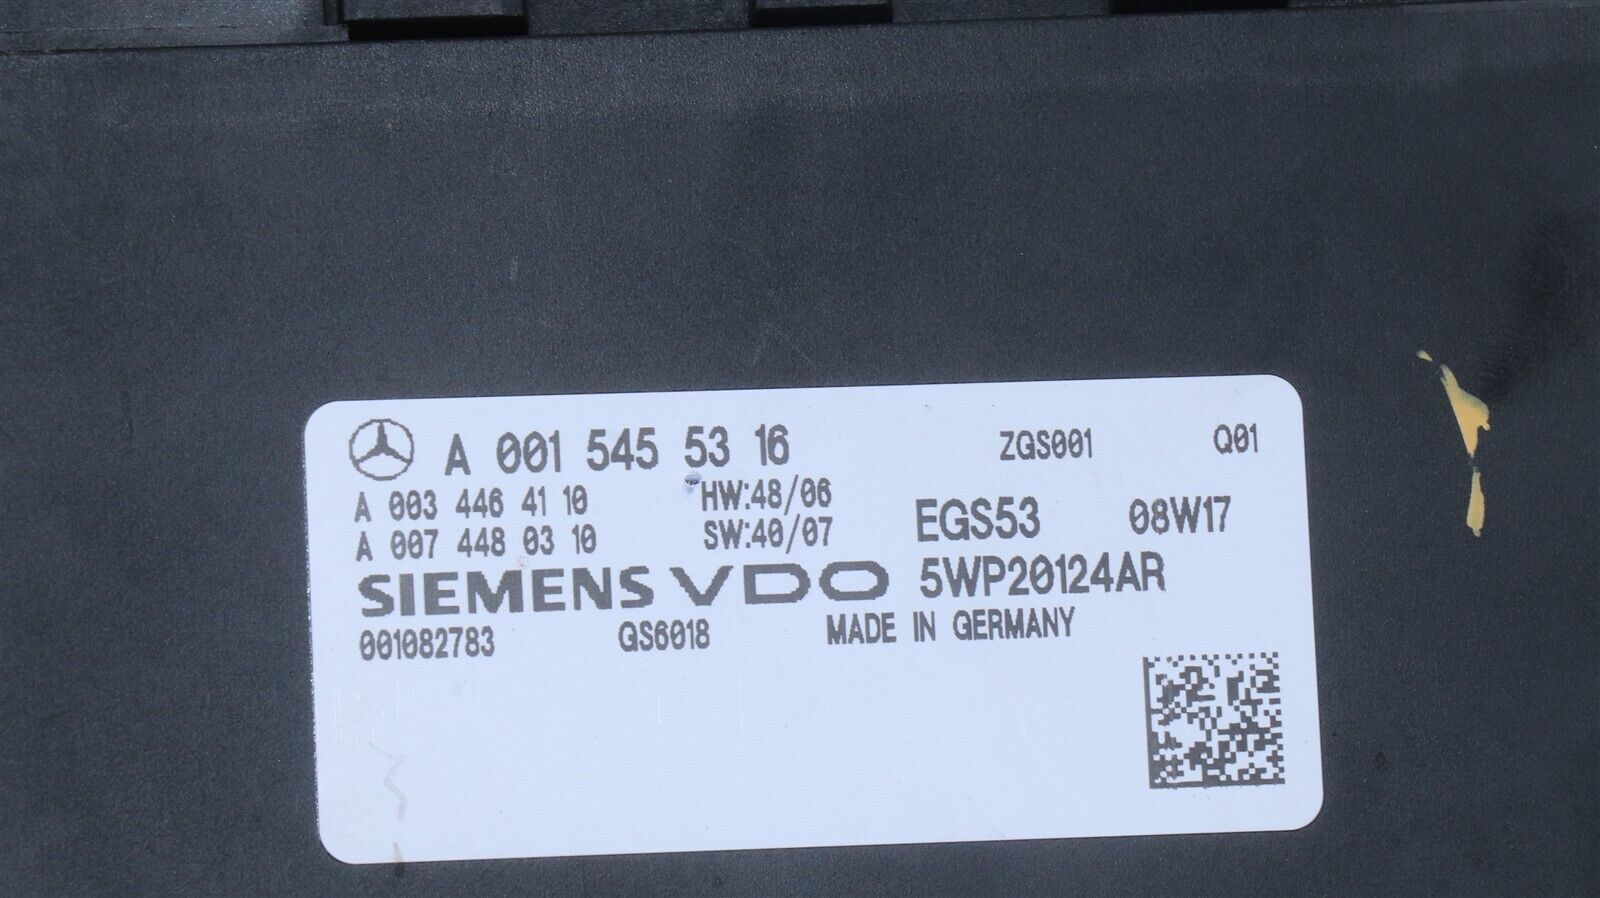 A 001 545 53 16 ZGS001 Q01
A 003 446 41 10 HW:48/06
A 007 448 03 10 SW:40/07 EGS53 08W17
SIEMENS VDO 5WP20124AR
001082783 QS6018 MADE IN GERMANY